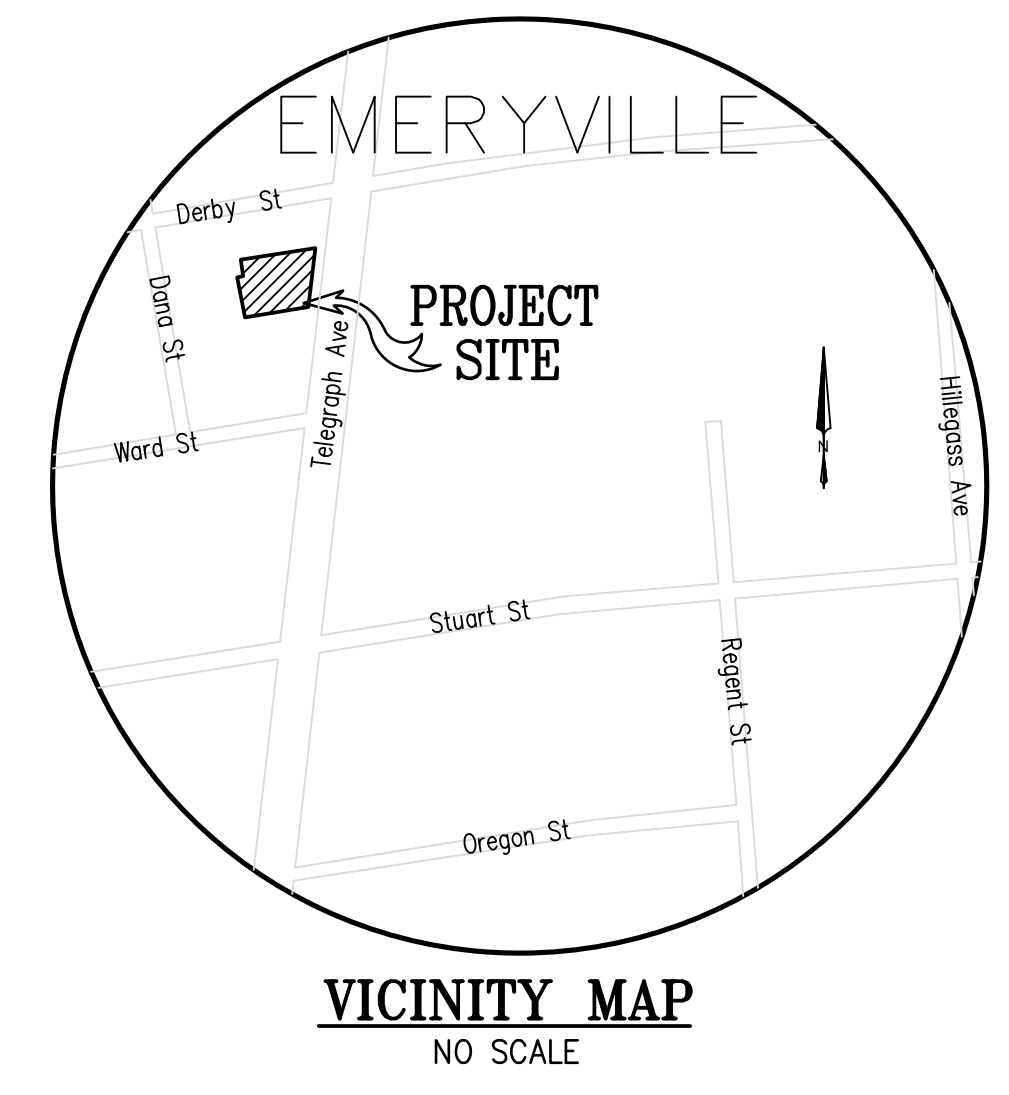 EMERYVILLE
Derby St
Dana St
PROJECT
SITE
Telegraph Ave
Ward St
N
Hillegass Ave
Stuart St
Regent St
Oregon St
VICINITY MAP
NO SCALE